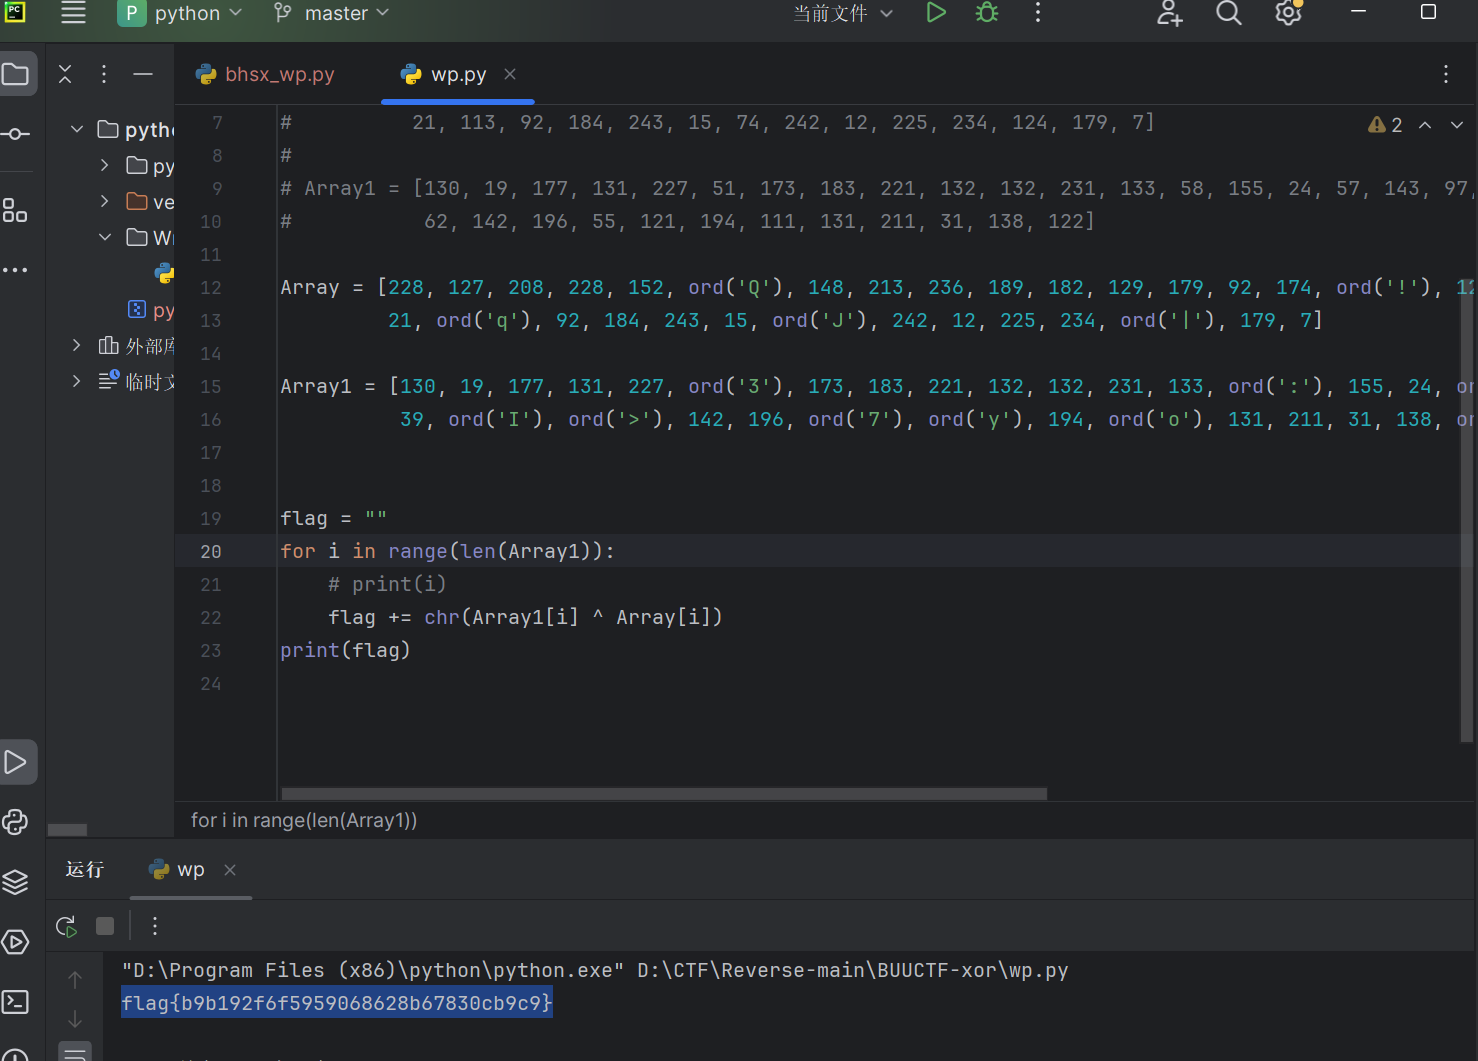 PC
P python master 当前文件
bhsx_wp.py wp.py
pyth
py
ve
W
py
外部库
临时文
2
7 # 21, 113, 92, 184, 243, 15, 74, 242, 12, 225, 234, 124, 179, 7]
8 #
9 # Array1 = [130, 19, 177, 131, 227, 51, 173, 183, 221, 132, 132, 231, 133, 58, 155, 24, 57, 143, 97,
10 # 62, 142, 196, 55, 121, 194, 111, 131, 211, 31, 138, 122]
11
12 Array = [228, 127, 208, 228, 152, ord('Q'), 148, 213, 236, 189, 182, 129, 179, 92, 174, ord('!'),
13 21, ord('q'), 92, 184, 243, 15, ord('J'), 242, 12, 225, 234, ord('|'), 179, 7]
14
15 Array1 = [130, 19, 177, 131, 227, ord('3'), 173, 183, 221, 132, 132, 231, 133, ord(':'), 155, 24,
16 39, ord('I'), ord('>'), 142, 196, ord('7'), ord('y'), 194, ord('o'), 131, 211, 31, 138,
17
18
19 flag = ""
20 for i in range(len(Array1)):
21 # print(i)
22 flag += chr(Array1[i] ^ Array[i])
23 print(flag)
24
for i in range(len(Array1))
运行 wp
"D:\Program Files (x86)\python\python.exe" D:\CTF\Reverse-main\BUUCTF-xor\wp.py
flag{b9b192f6f5959068628b67830cb9c9}